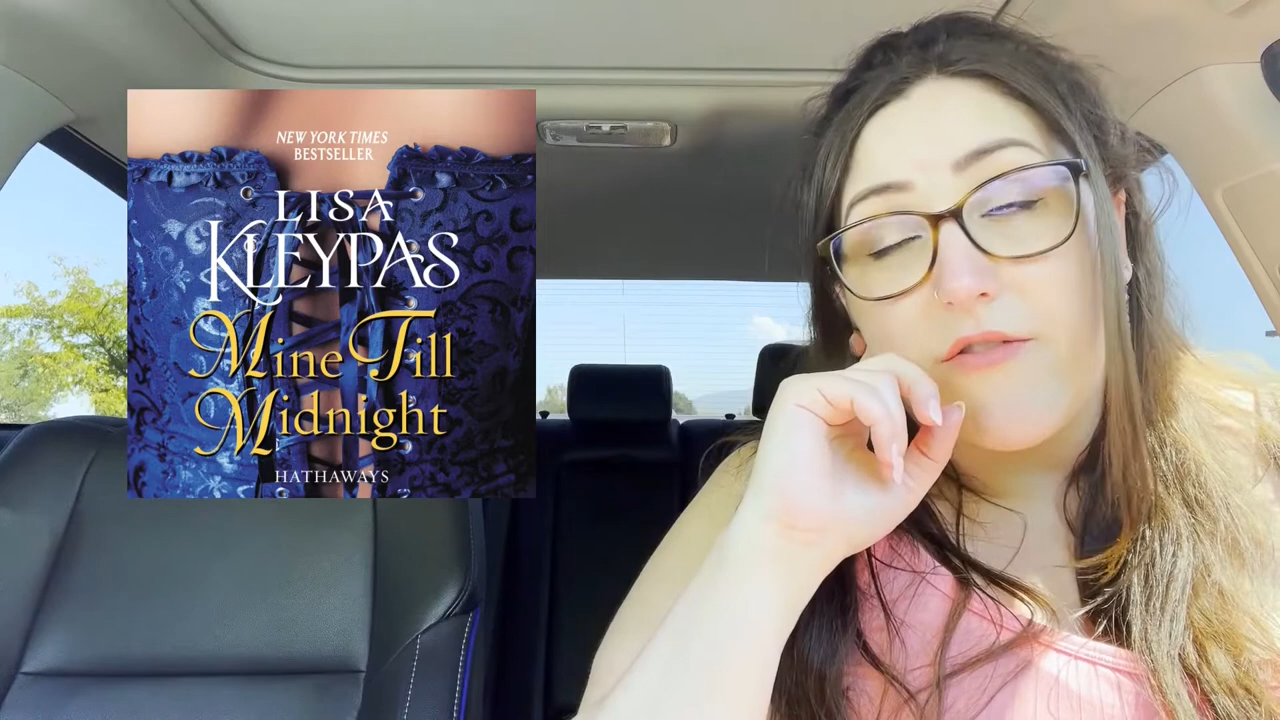 NEW YORK TIMES
BESTSELLER
LISA
KLEYPAS
Mine Till
Midnight
HATHAWAYS